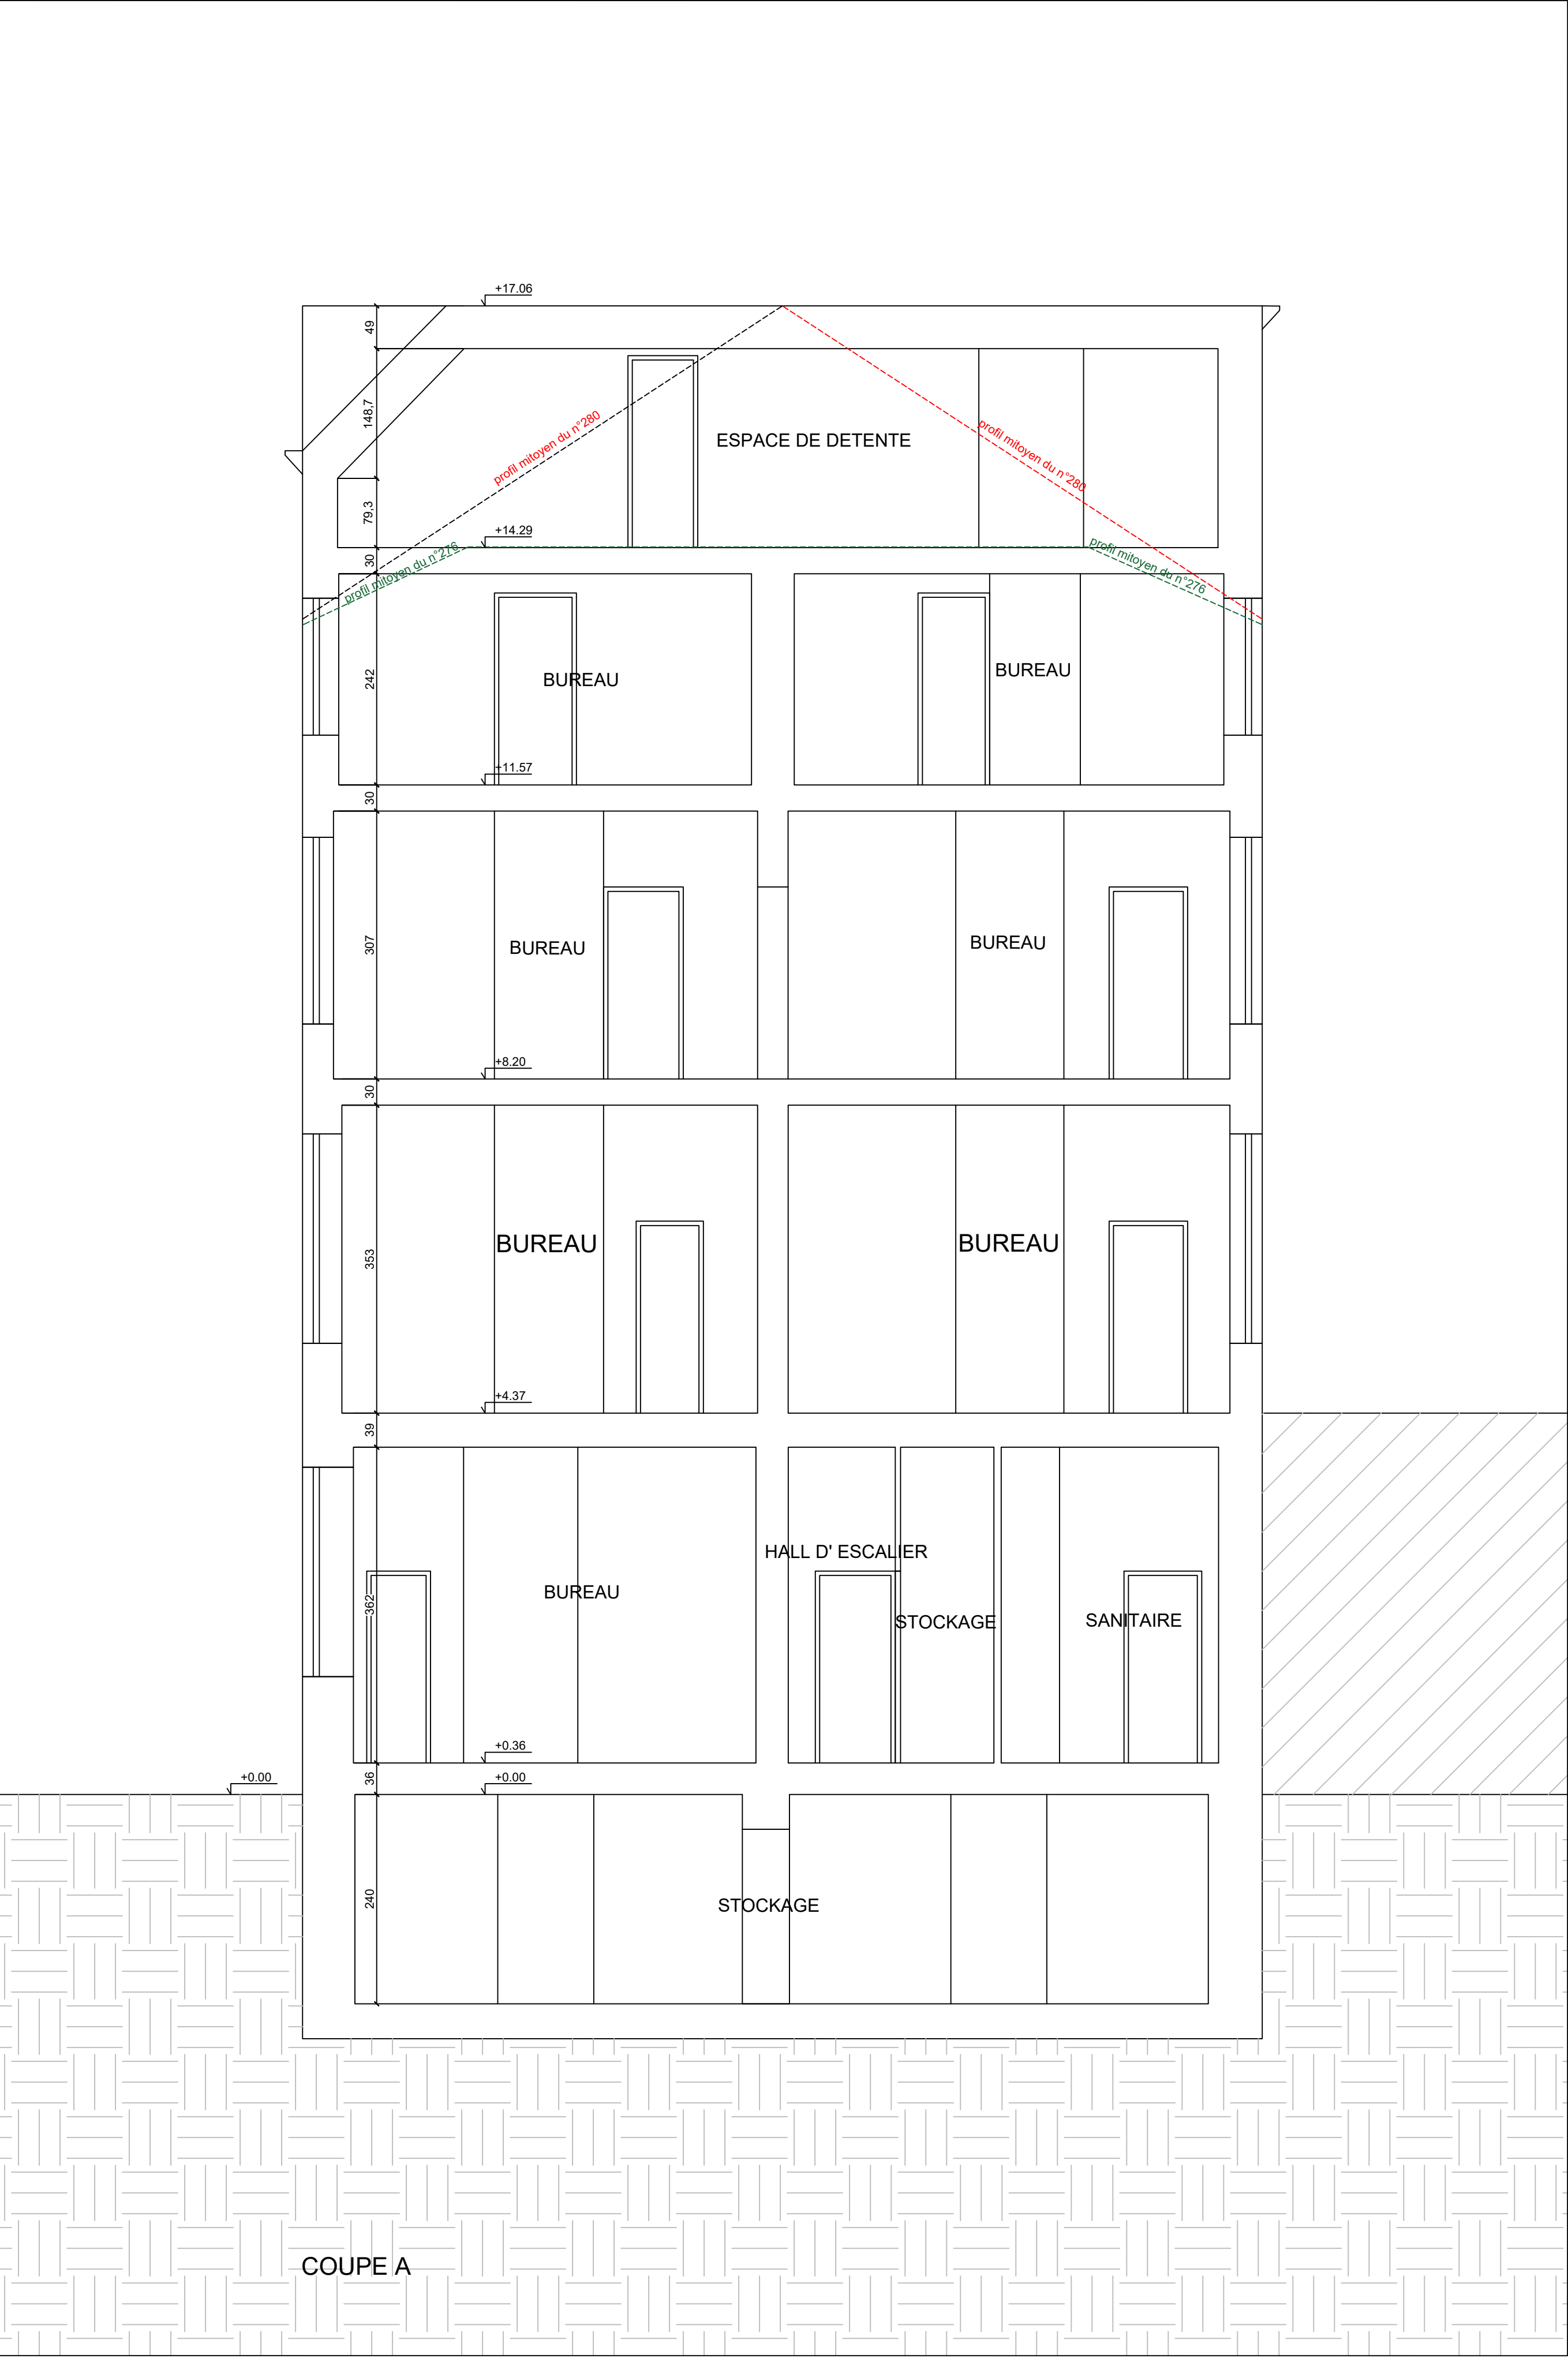 +17.06
49
148,7
profil mitoyen du n°280
profil mitoyen du n°280
ESPACE DE DETENTE
79,3
+14.29
30
profil mitoyen du n°276
profil mitoyen du n°276
242
BUREAU
BUREAU
+11.57
30
307
BUREAU
BUREAU
+8.20
30
353
BUREAU
BUREAU
+4.37
39
HALL D' ESCALIER
362
BUREAU
STOCKAGE
SANITAIRE
+0.36
36
+0.00
+0.00
240
STOCKAGE
COUPE A